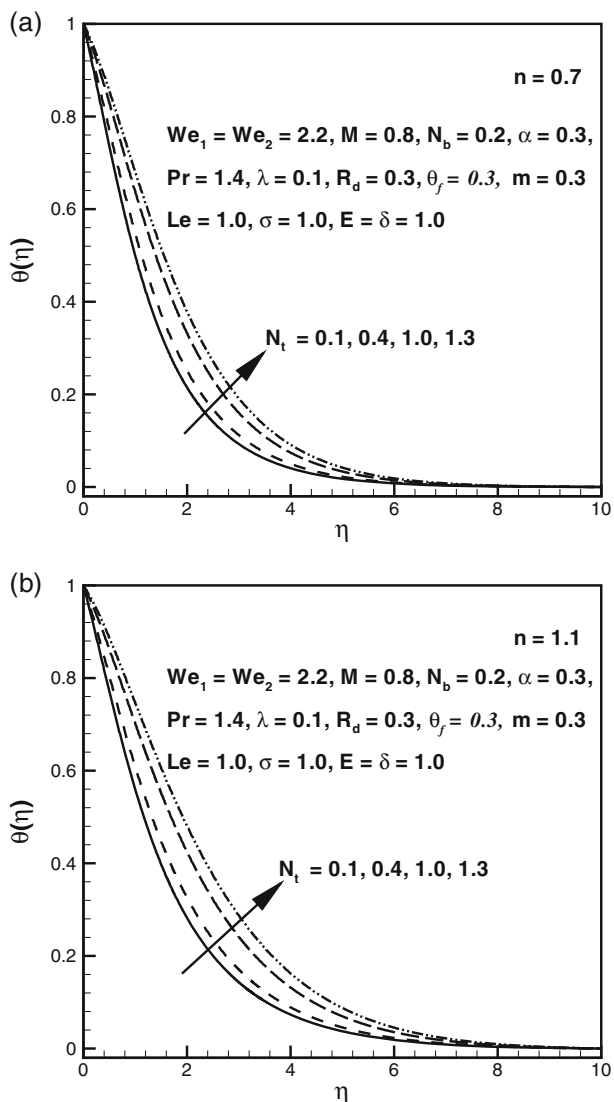 (a)
1
n = 0.7
We₁ = We₂ = 2.2, M = 0.8, N_b = 0.2, α = 0.3,
0.8
Pr = 1.4, λ = 0.1, R_d = 0.3, θ_f = 0.3, m = 0.3
0.6
Le = 1.0, σ = 1.0, E = δ = 1.0
θ(η)
0.4
N_t = 0.1, 0.4, 1.0, 1.3
0.2
0
0 2 4 6 8 10
η
(b)
1
n = 1.1
We₁ = We₂ = 2.2, M = 0.8, N_b = 0.2, α = 0.3,
0.8
Pr = 1.4, λ = 0.1, R_d = 0.3, θ_f = 0.3, m = 0.3
0.6
Le = 1.0, σ = 1.0, E = δ = 1.0
θ(η)
0.4
N_t = 0.1, 0.4, 1.0, 1.3
0.2
0
0 2 4 6 8 10
η